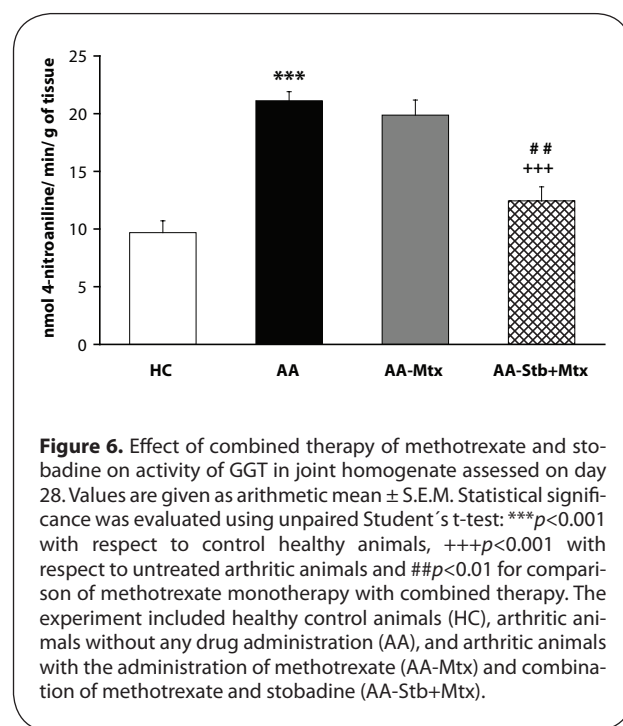 25
20
15
10
5
0
nmol 4-nitroaniline/ min/ g of tissue
***
# #
+++
HC AA AA-Mtx AA-Stb+Mtx
Figure 6. Effect of combined therapy of methotrexate and sto-
badine on activity of GGT in joint homogenate assessed on day
28. Values are given as arithmetic mean ± S.E.M. Statistical signifi-
cance was evaluated using unpaired Student´s t-test: ***p<0.001
with respect to control healthy animals, +++p<0.001 with
respect to untreated arthritic animals and ##p<0.01 for compari-
son of methotrexate monotherapy with combined therapy. The
experiment included healthy control animals (HC), arthritic ani-
mals without any drug administration (AA), and arthritic animals
with the administration of methotrexate (AA-Mtx) and combina-
tion of methotrexate and stobadine (AA-Stb+Mtx).